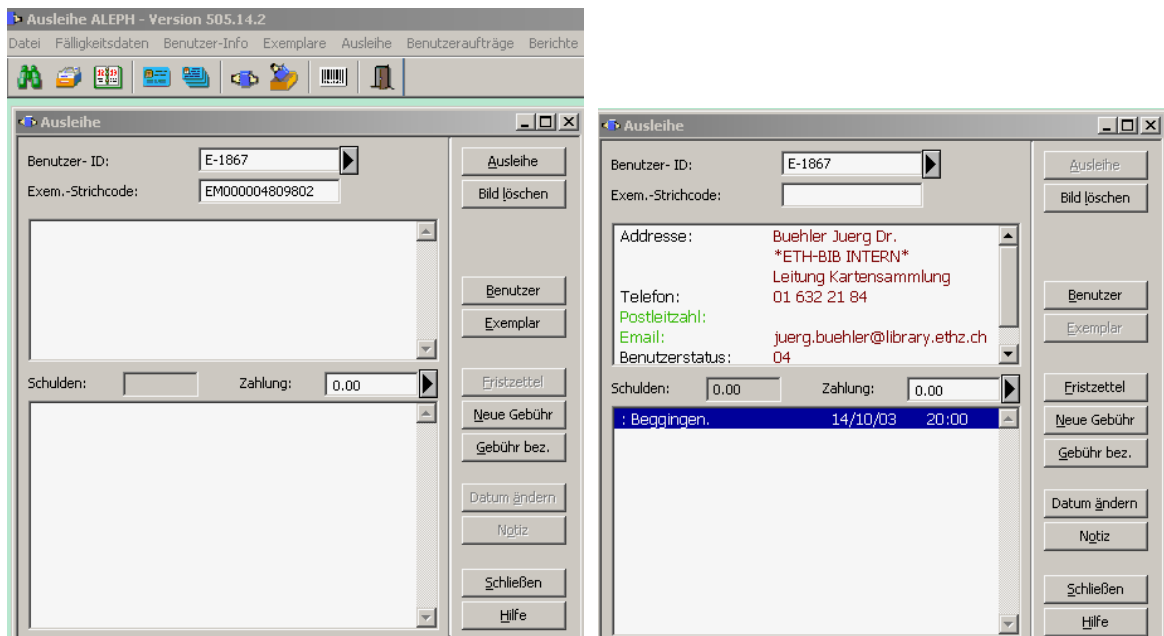 Ausleihe ALEPH - Version 505.14.2
Datei Fälligkeitsdaten Benutzer-Info Exemplare Ausleihe Benutzeraufträge Berichte
Ausleihe
Benutzer- ID: E-1867
Exem.-Strichcode: EM000004809802
Schulden: Zahlung: 0.00
Ausleihe
Bild löschen
Benutzer
Exemplar
Fristzettel
Neue Gebühr
Gebühr bez.
Datum ändern
Notiz
Schließen
Hilfe
Ausleihe
Benutzer- ID: E-1867
Exem.-Strichcode:
Addresse: Buehler Juerg Dr.
*ETH-BIB INTERN*
Leitung Kartensammlung
Telefon: 01 632 21 84
Postleitzahl:
Email: juerg.buehler@library.ethz.ch
Benutzerstatus: 04
Schulden: 0.00 Zahlung: 0.00
: Beggingen. 14/10/03 20:00
Ausleihe
Bild löschen
Benutzer
Exemplar
Fristzettel
Neue Gebühr
Gebühr bez.
Datum ändern
Notiz
Schließen
Hilfe